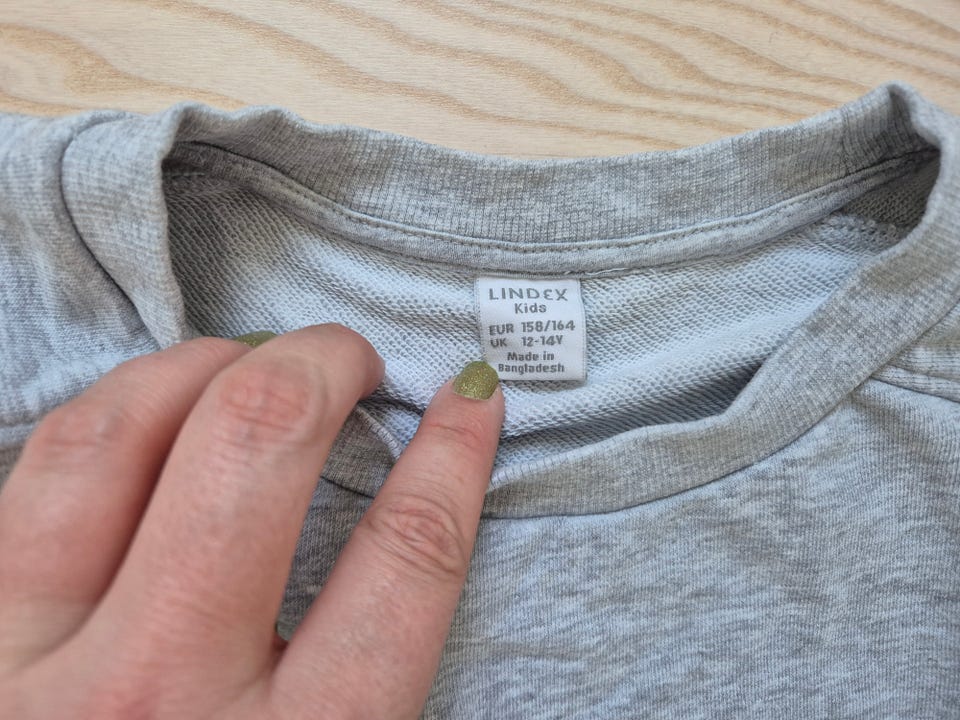 LINDEX
Kids
EUR 158/164
UK 12-14Y
Made in
Bangladesh